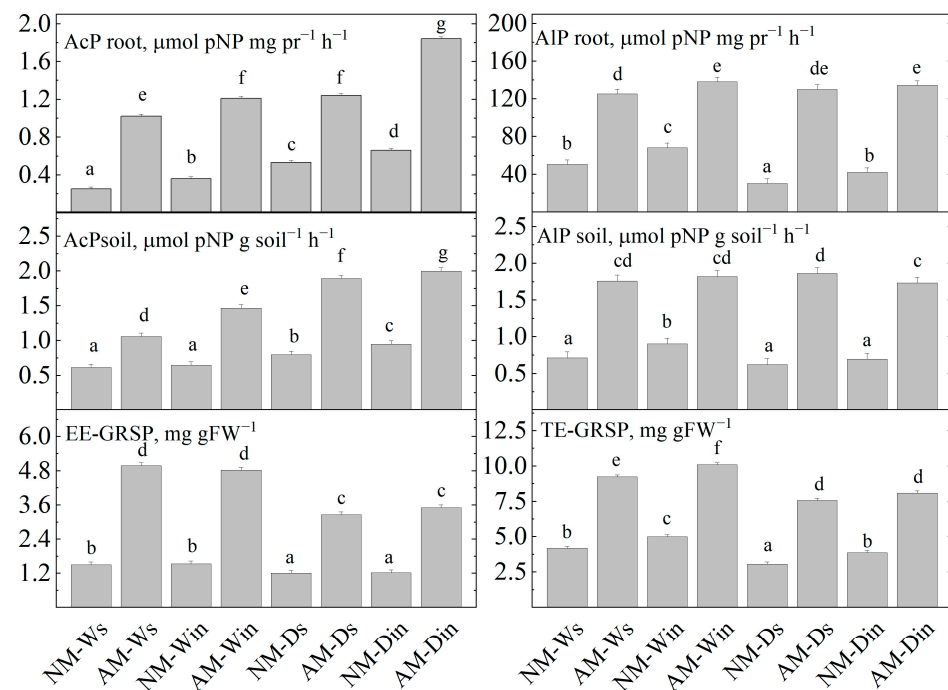 AcP root, μmol pNP mg pr⁻¹ h⁻¹
2.0
1.6
1.2
0.8
0.4
a
e
b
f
c
f
d
g
AlP root, μmol pNP mg pr⁻¹ h⁻¹
200
160
120
80
40
b
d
c
e
a
de
b
e
AcPsoil, μmol pNP g soil⁻¹ h⁻¹
2.5
2.0
1.5
1.0
0.5
a
d
a
e
b
f
c
g
AlP soil, μmol pNP g soil⁻¹ h⁻¹
2.5
2.0
1.5
1.0
0.5
a
cd
b
cd
a
d
a
c
EE-GRSP, mg gFW⁻¹
6.0
4.8
3.6
2.4
1.2
b
d
b
d
a
c
a
c
TE-GRSP, mg gFW⁻¹
12.5
10.0
7.5
5.0
2.5
b
e
c
f
a
d
b
d
NM-Ws
AM-Ws
NM-Win
AM-Win
NM-Ds
AM-Ds
NM-Din
AM-Din
NM-Ws
AM-Ws
NM-Win
AM-Win
NM-Ds
AM-Ds
NM-Din
AM-Din